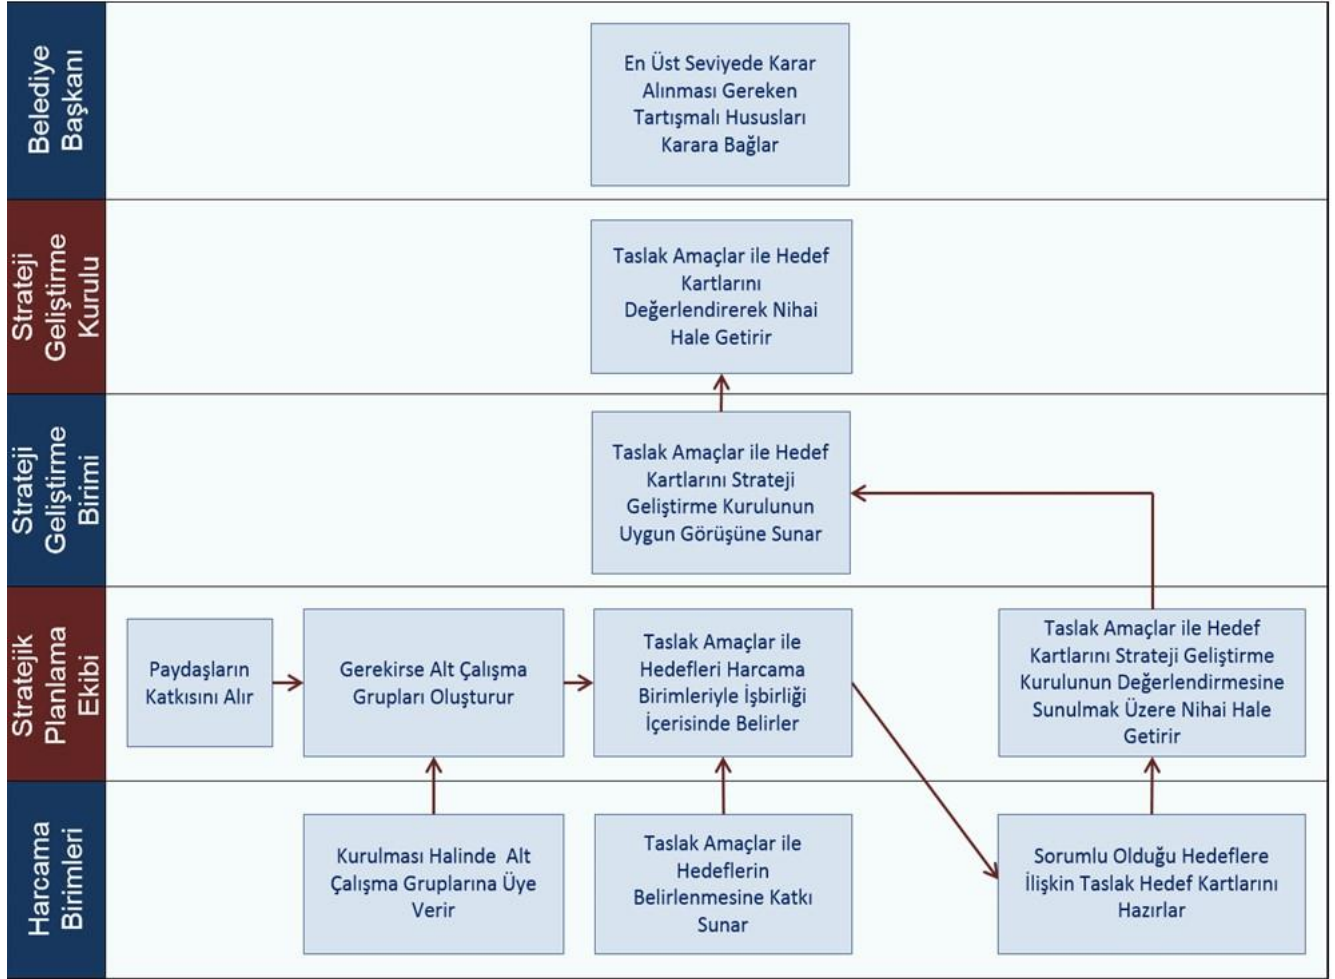 Belediye
Başkanı
En Üst Seviyede Karar
Alınması Gereken
Tartışmalı Hususları
Karara Bağlar
Strateji
Geliştirme
Kurulu
Taslak Amaçlar ile Hedef
Kartlarını
Değerlendirerek Nihai
Hale Getirir
Strateji
Geliştirme
Birimi
Taslak Amaçlar ile Hedef
Kartlarını Strateji
Geliştirme Kurulunun
Uygun Görüşüne Sunar
Stratejik
Planlama
Ekibi
Paydaşların
Katkısını Alır
Gerekirse Alt Çalışma
Grupları Oluşturur
Taslak Amaçlar ile
Hedefleri Harcama
Birimleriyle İşbirliği
İçerisinde Belirler
Taslak Amaçlar ile Hedef
Kartlarını Strateji Geliştirme
Kurulunun Değerlendirmesine
Sunulmak Üzere Nihai Hale
Getirir
Harcama
Birimleri
Kurulması Halinde Alt
Çalışma Gruplarına Üye
Verir
Taslak Amaçlar ile
Hedeflerin
Belirlenmesine Katkı
Sunar
Sorumlu Olduğu Hedeflere
İlişkin Taslak Hedef Kartlarını
Hazırlar